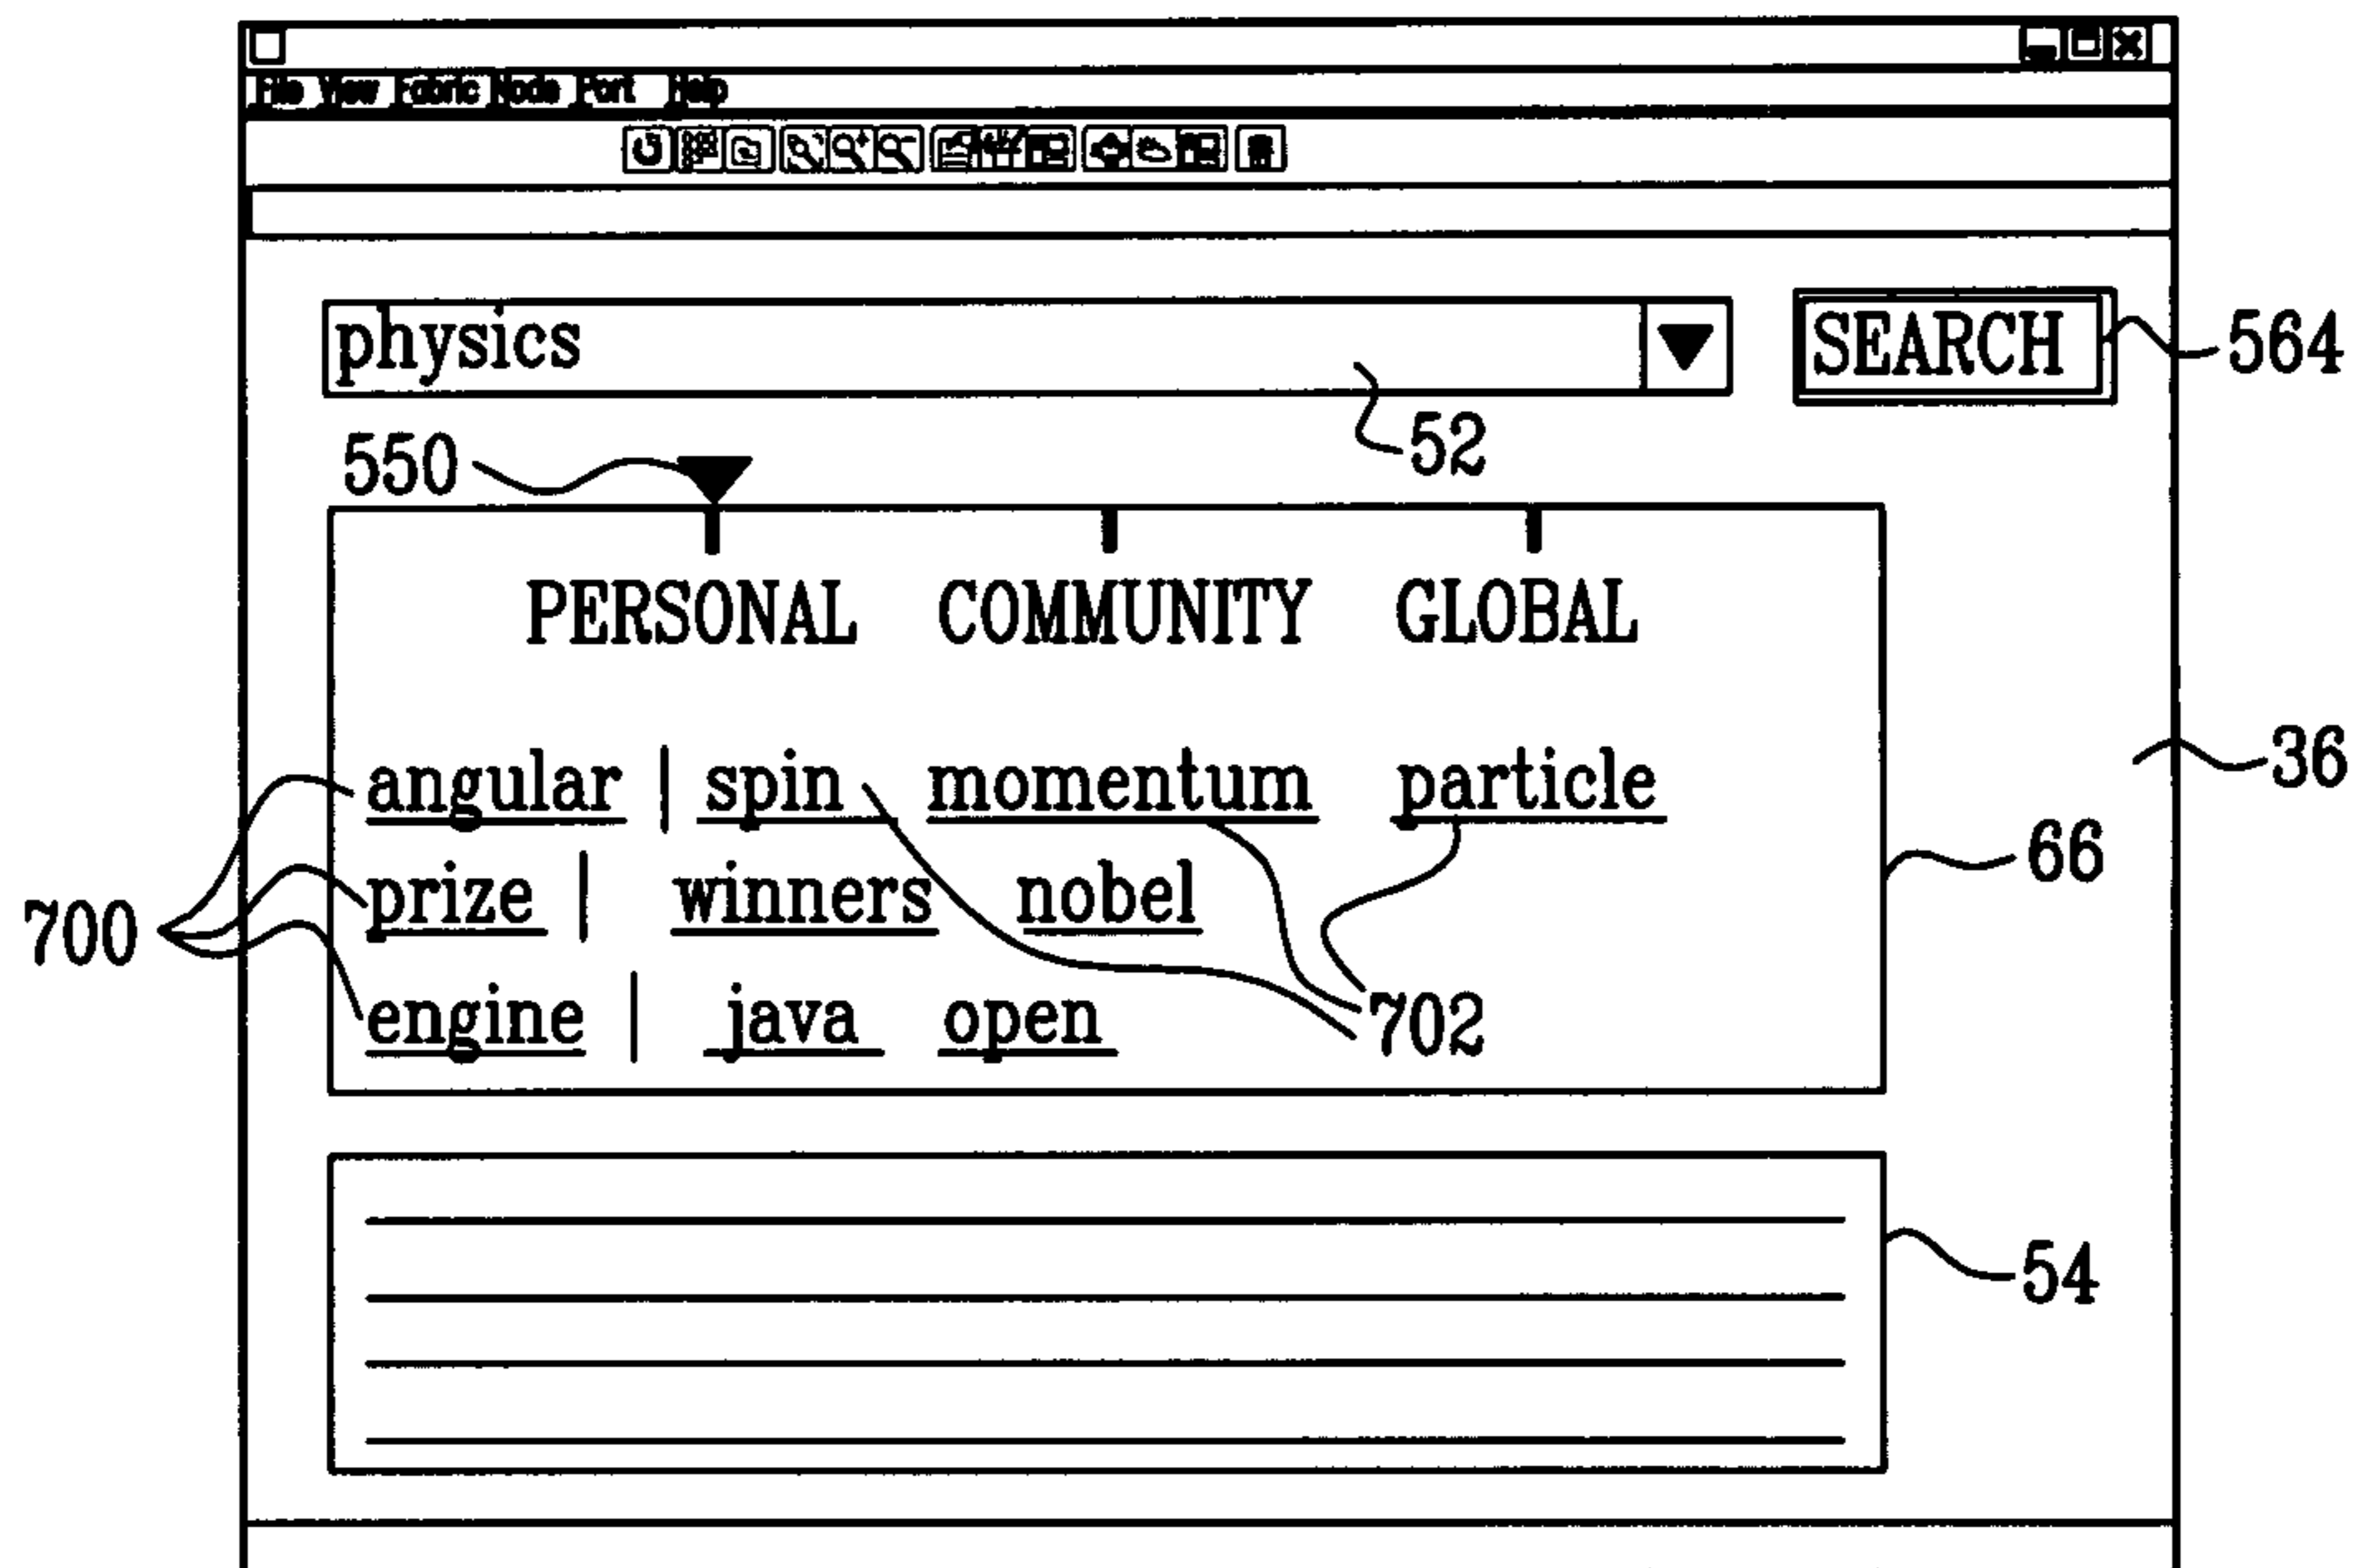 File View Fabric Node Port Help
physics SEARCH 564
52
550
PERSONAL COMMUNITY GLOBAL
36
angular | spin momentum particle
66
prize | winners nobel
700
engine | java open 702
54